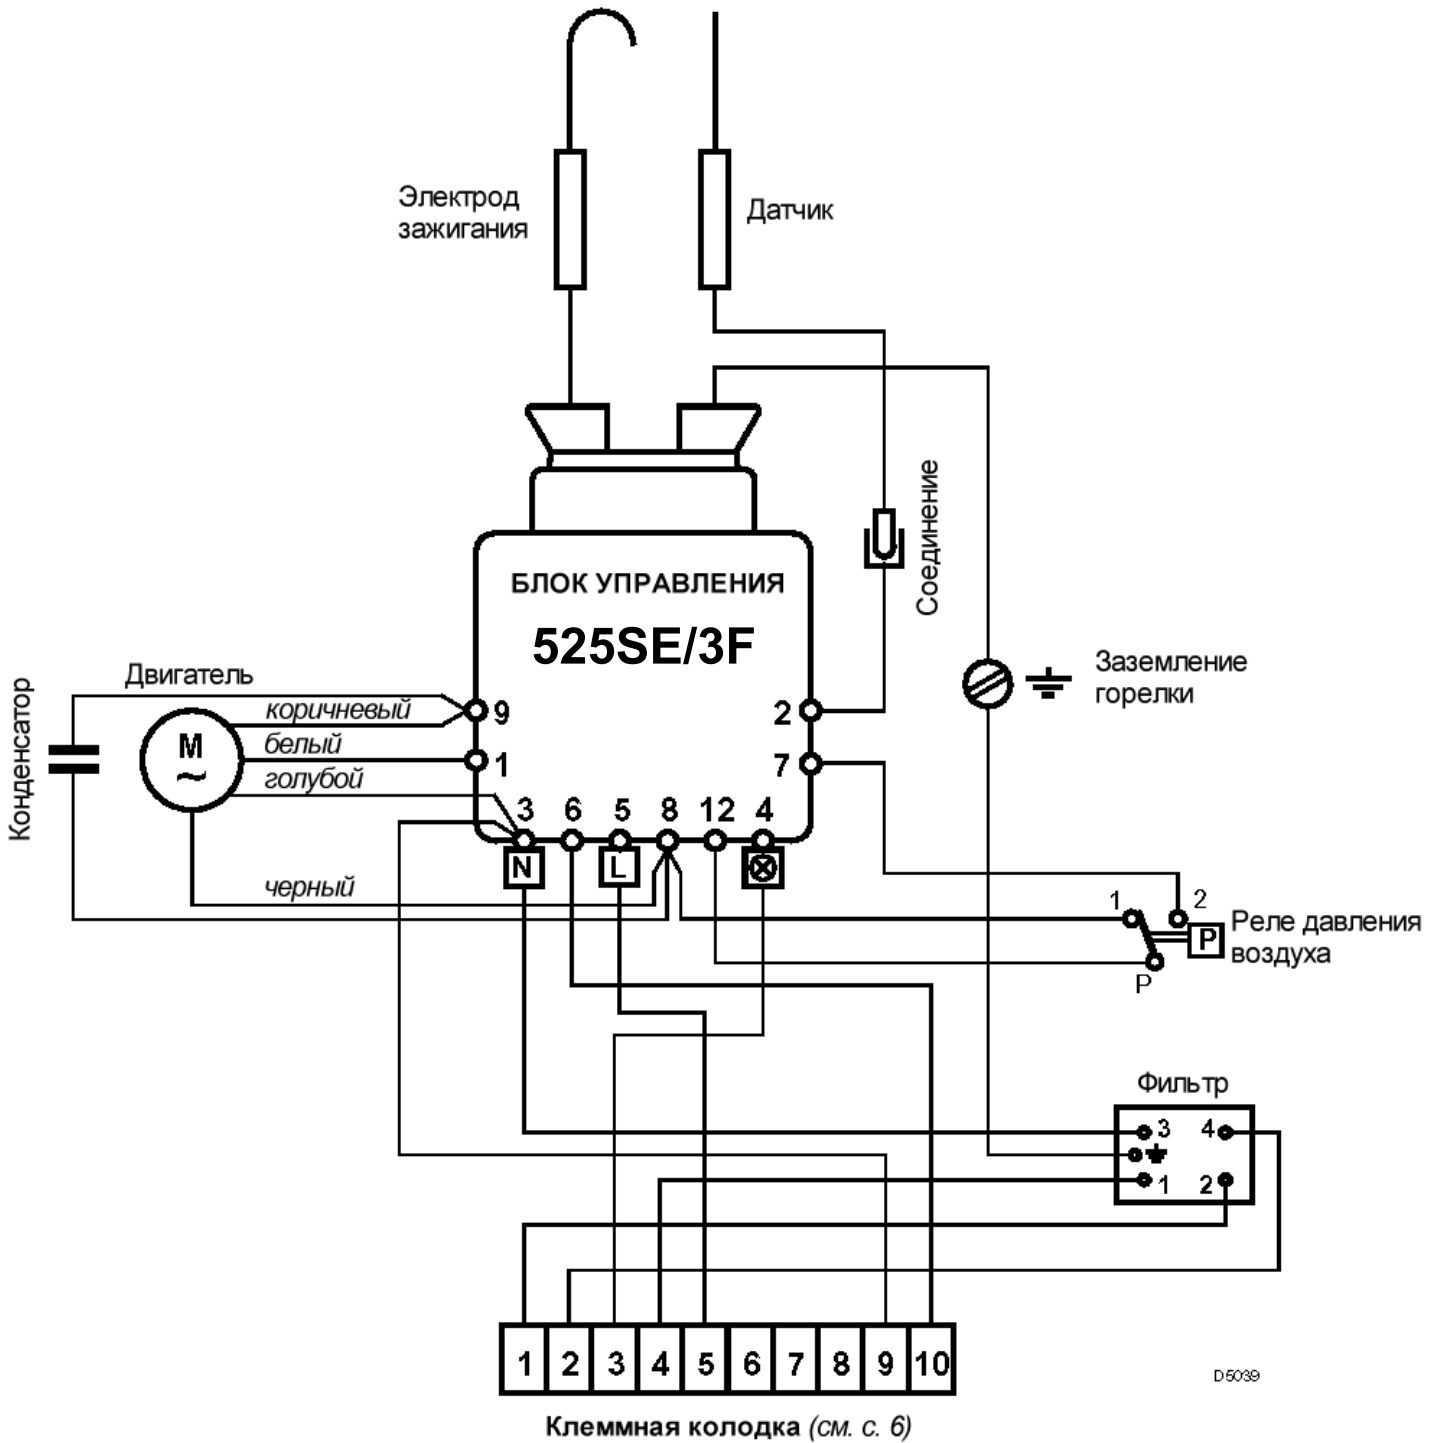 Электрод
зажигания
Датчик
Соединение
БЛОК УПРАВЛЕНИЯ
525SE/3F
Заземление
горелки
Двигатель
Конденсатор
коричневый
белый
голубой
черный
M
~
9
1
2
7
3 6 5 8 12 4
N L
1 2
P
P
Реле давления
воздуха
Фильтр
3 4
1 2
1 2 3 4 5 6 7 8 9 10
D5039
Клеммная колодка (см. с. 6)